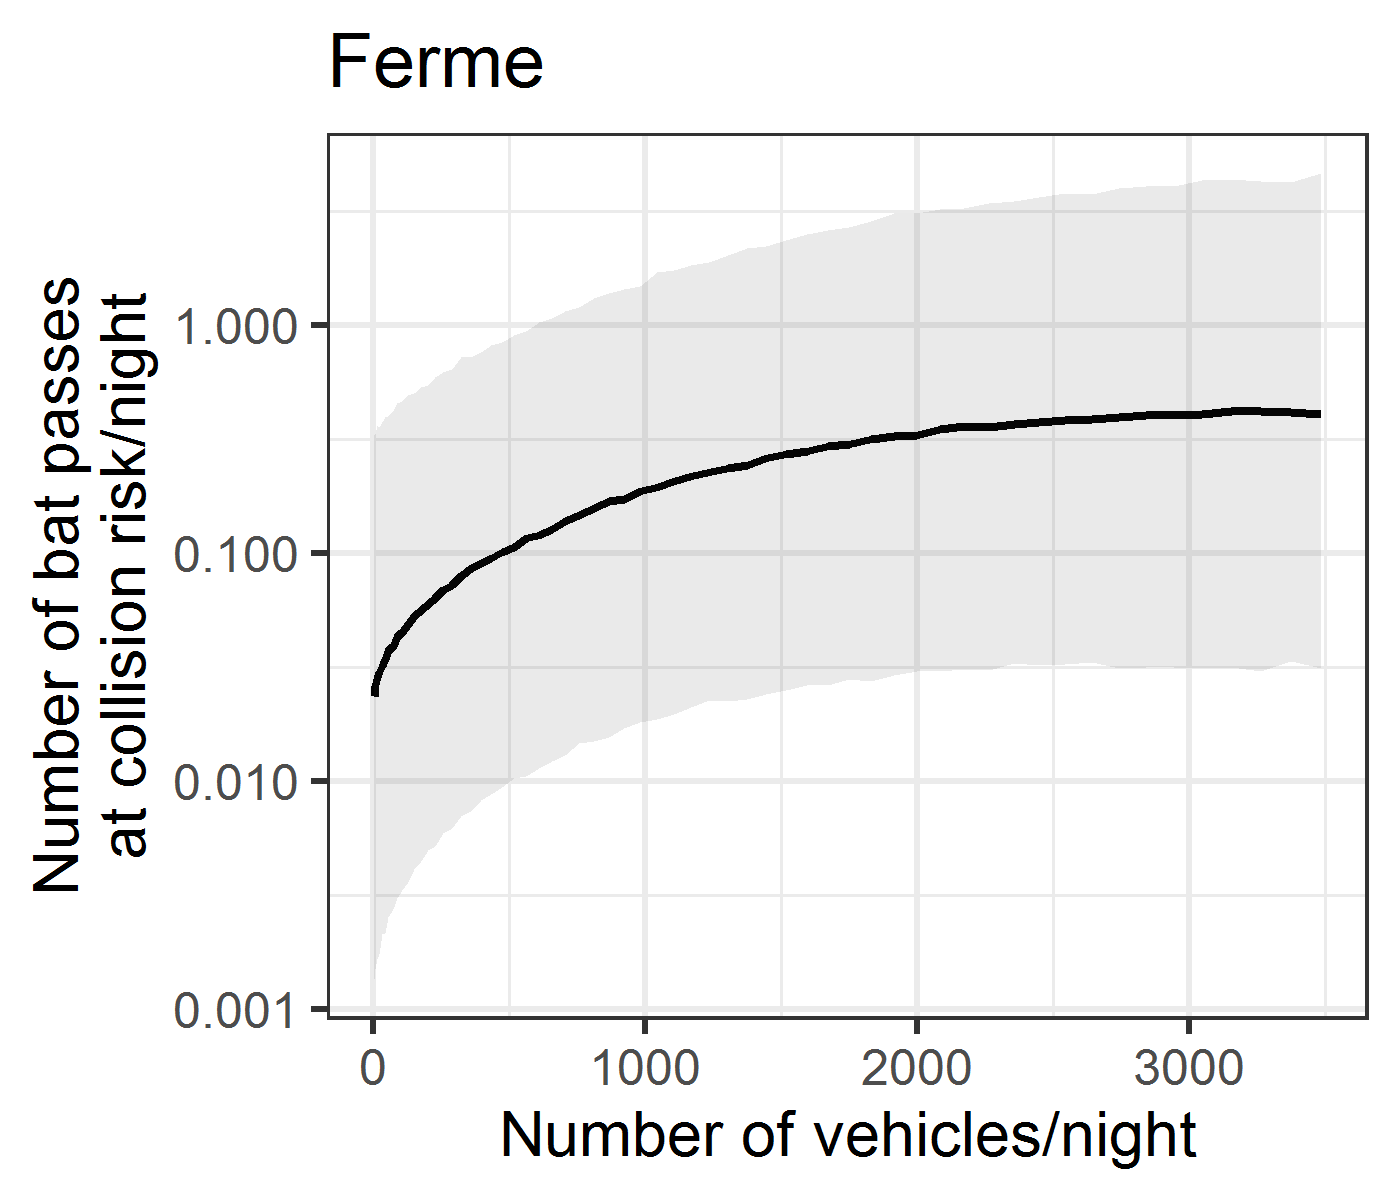 Ferme
Number of bat passes
at collision risk/night
1.000
0.100
0.010
0.001
0 1000 2000 3000
Number of vehicles/night